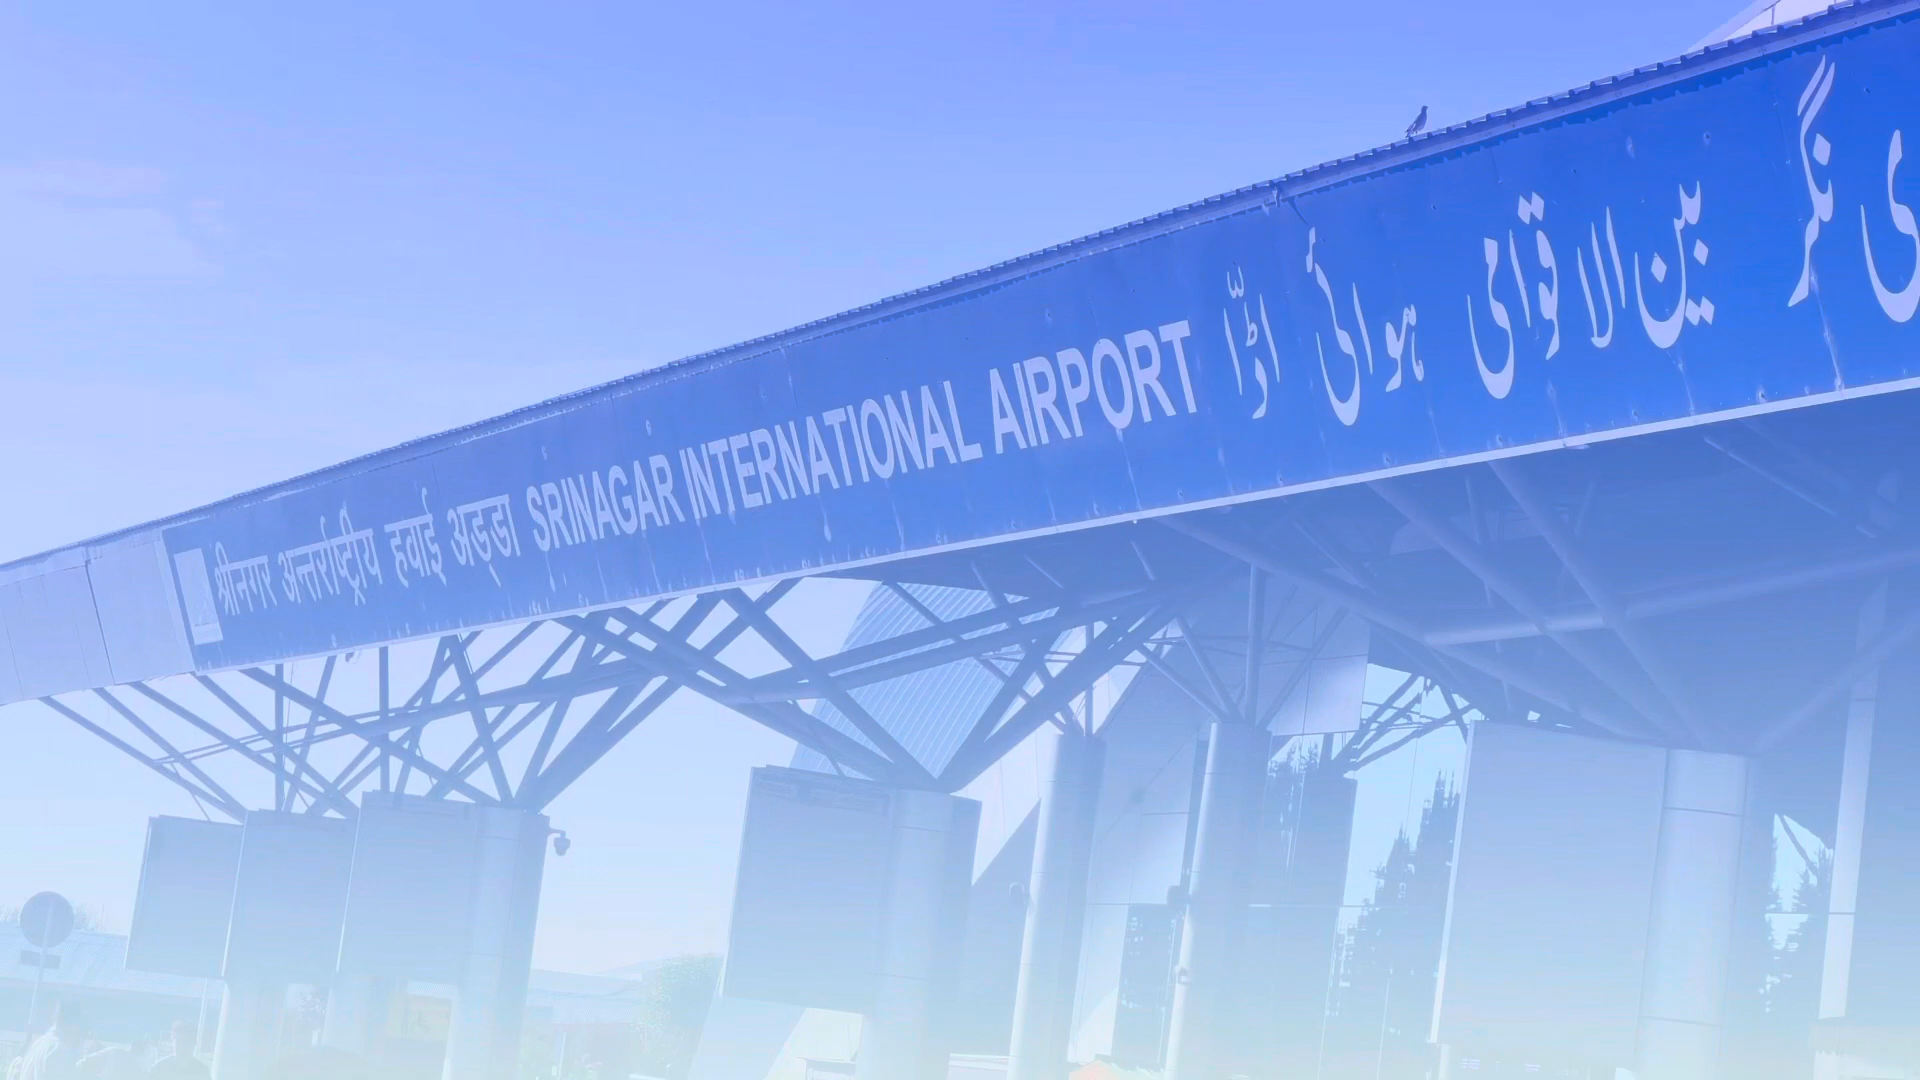 श्रीनगर अन्तर्राष्ट्रीय हवाई अड्डा SRINAGAR INTERNATIONAL AIRPORT نگر بین الاقوامی ہوائی اڈّا